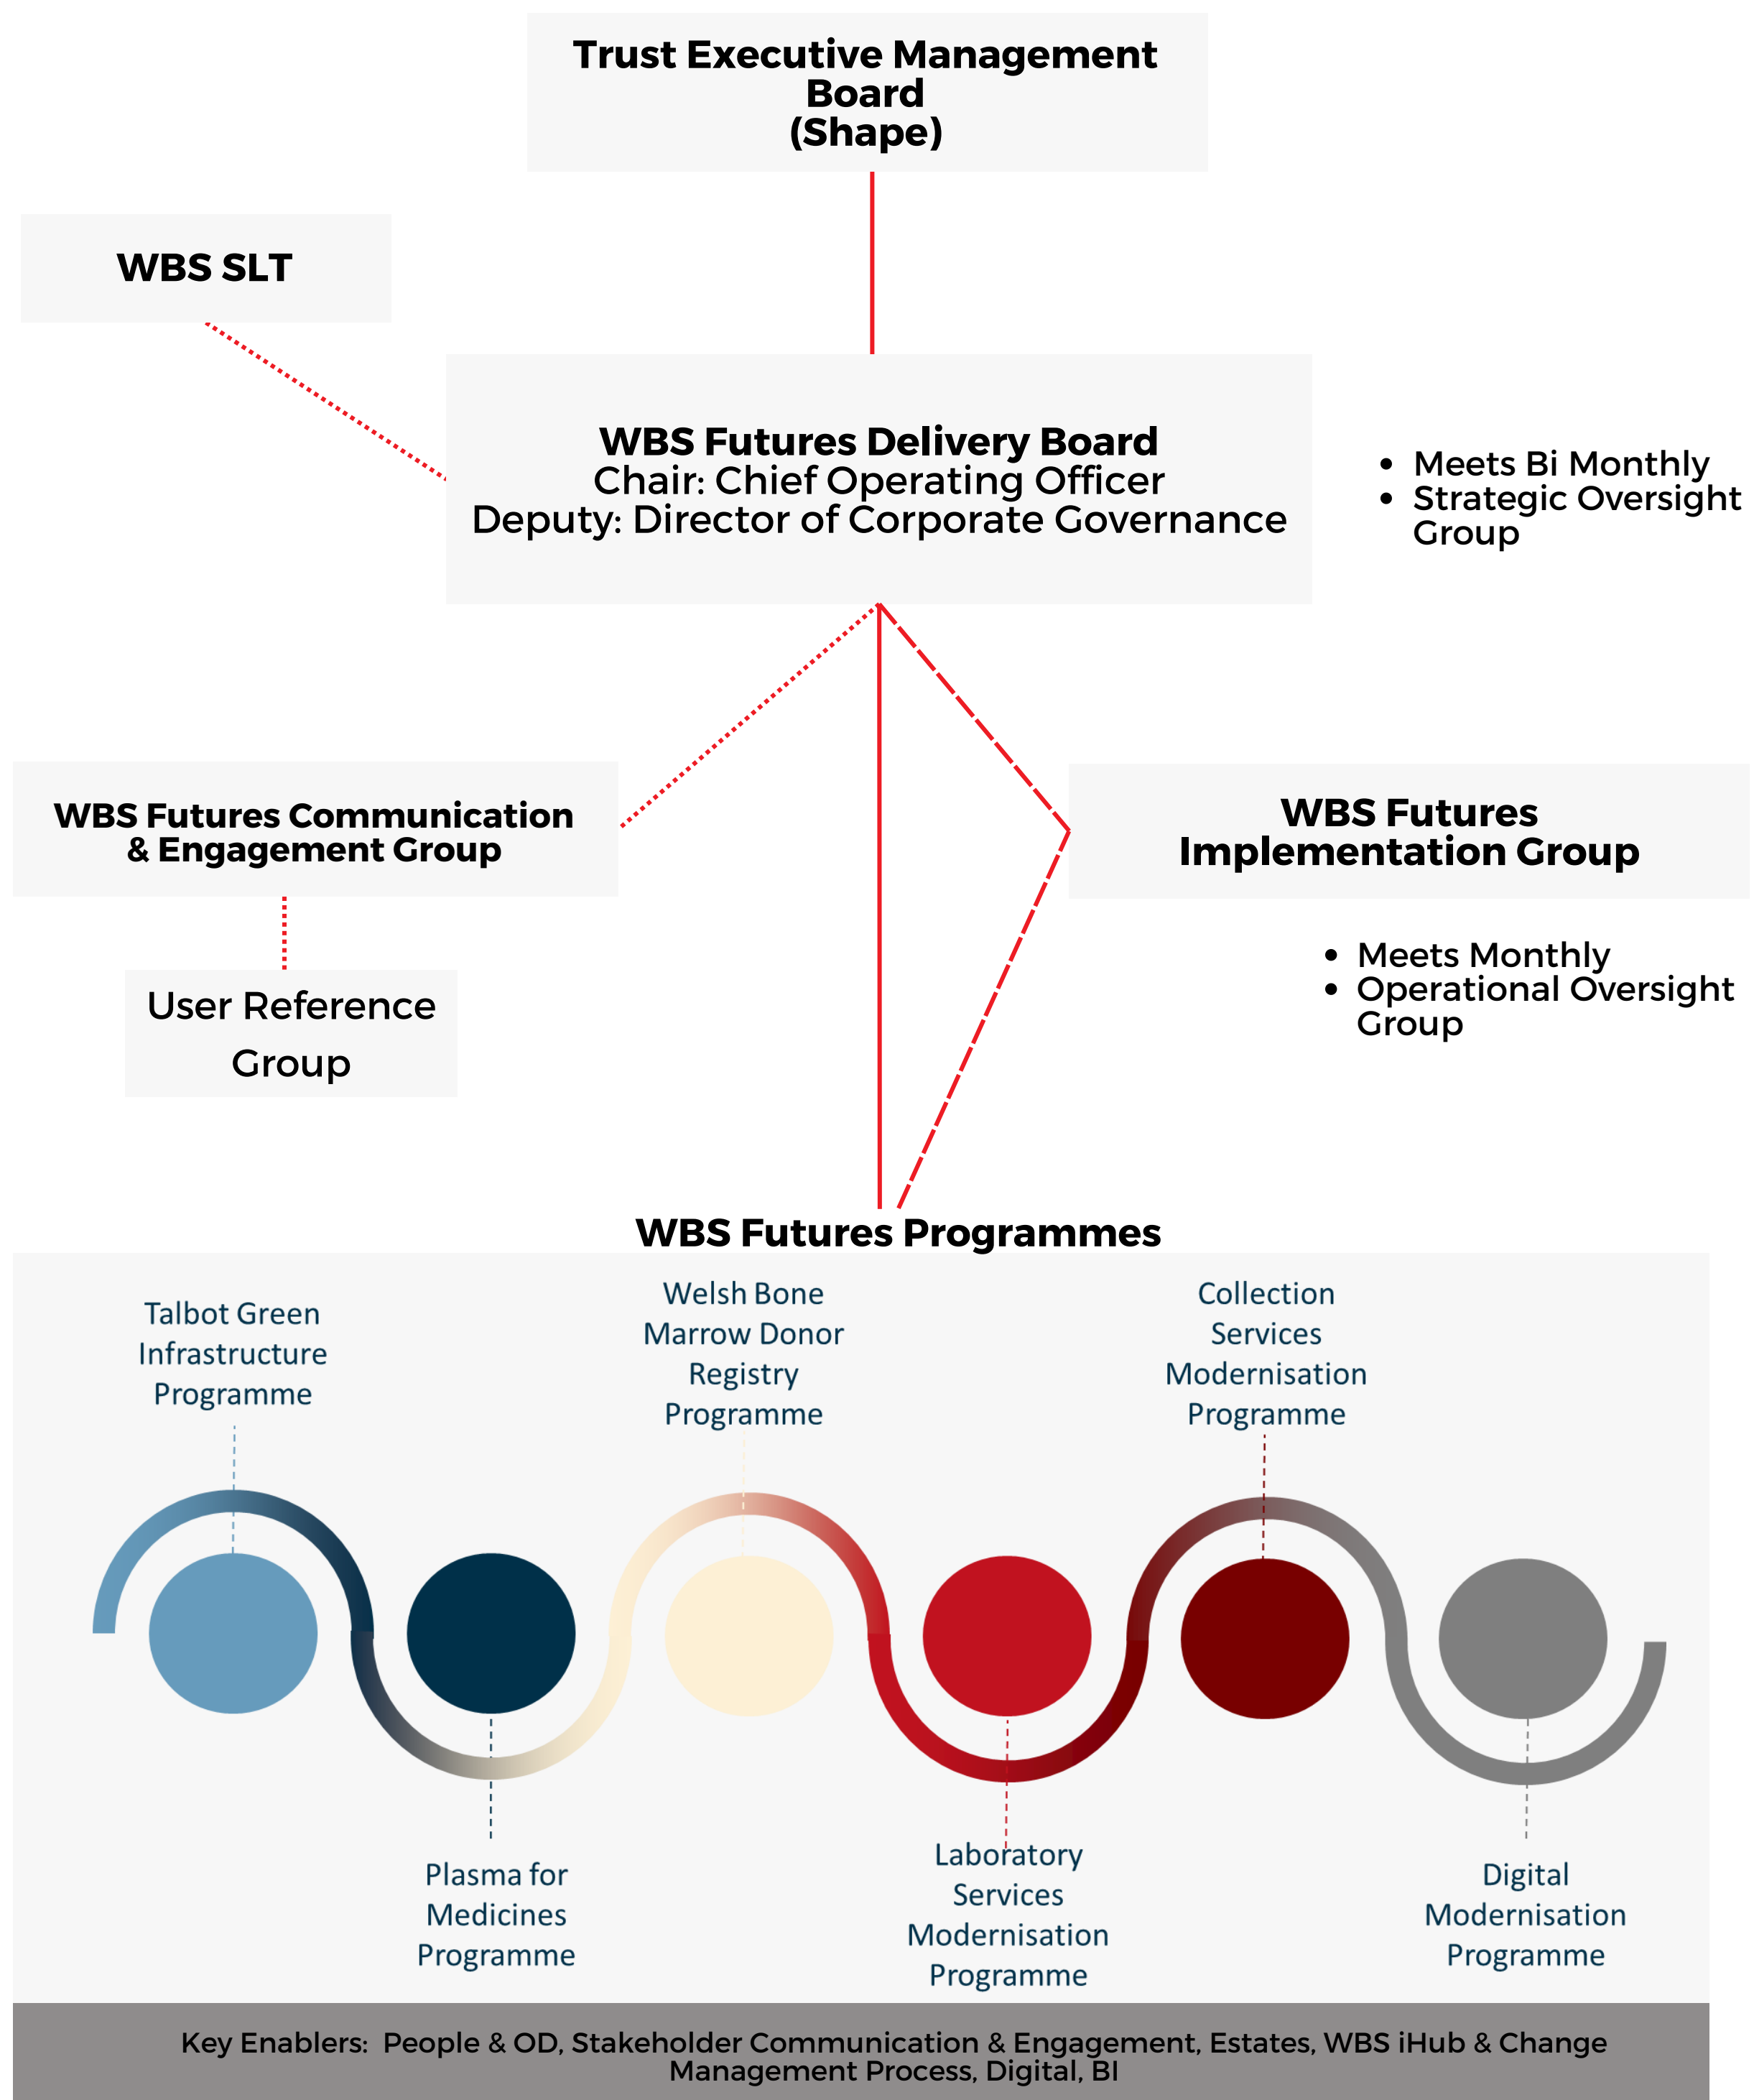 Trust Executive Management
Board
(Shape)
WBS SLT
WBS Futures Delivery Board
Chair: Chief Operating Officer
Deputy: Director of Corporate Governance
• Meets Bi Monthly
• Strategic Oversight
Group
WBS Futures Communication
& Engagement Group
WBS Futures
Implementation Group
• Meets Monthly
• Operational Oversight
Group
User Reference
Group
WBS Futures Programmes
Talbot Green
Infrastructure
Programme
Welsh Bone
Marrow Donor
Registry
Programme
Collection
Services
Modernisation
Programme
Plasma for
Medicines
Programme
Laboratory
Services
Modernisation
Programme
Digital
Modernisation
Programme
Key Enablers:  People & OD, Stakeholder Communication & Engagement, Estates, WBS iHub & Change
Management Process, Digital, BI